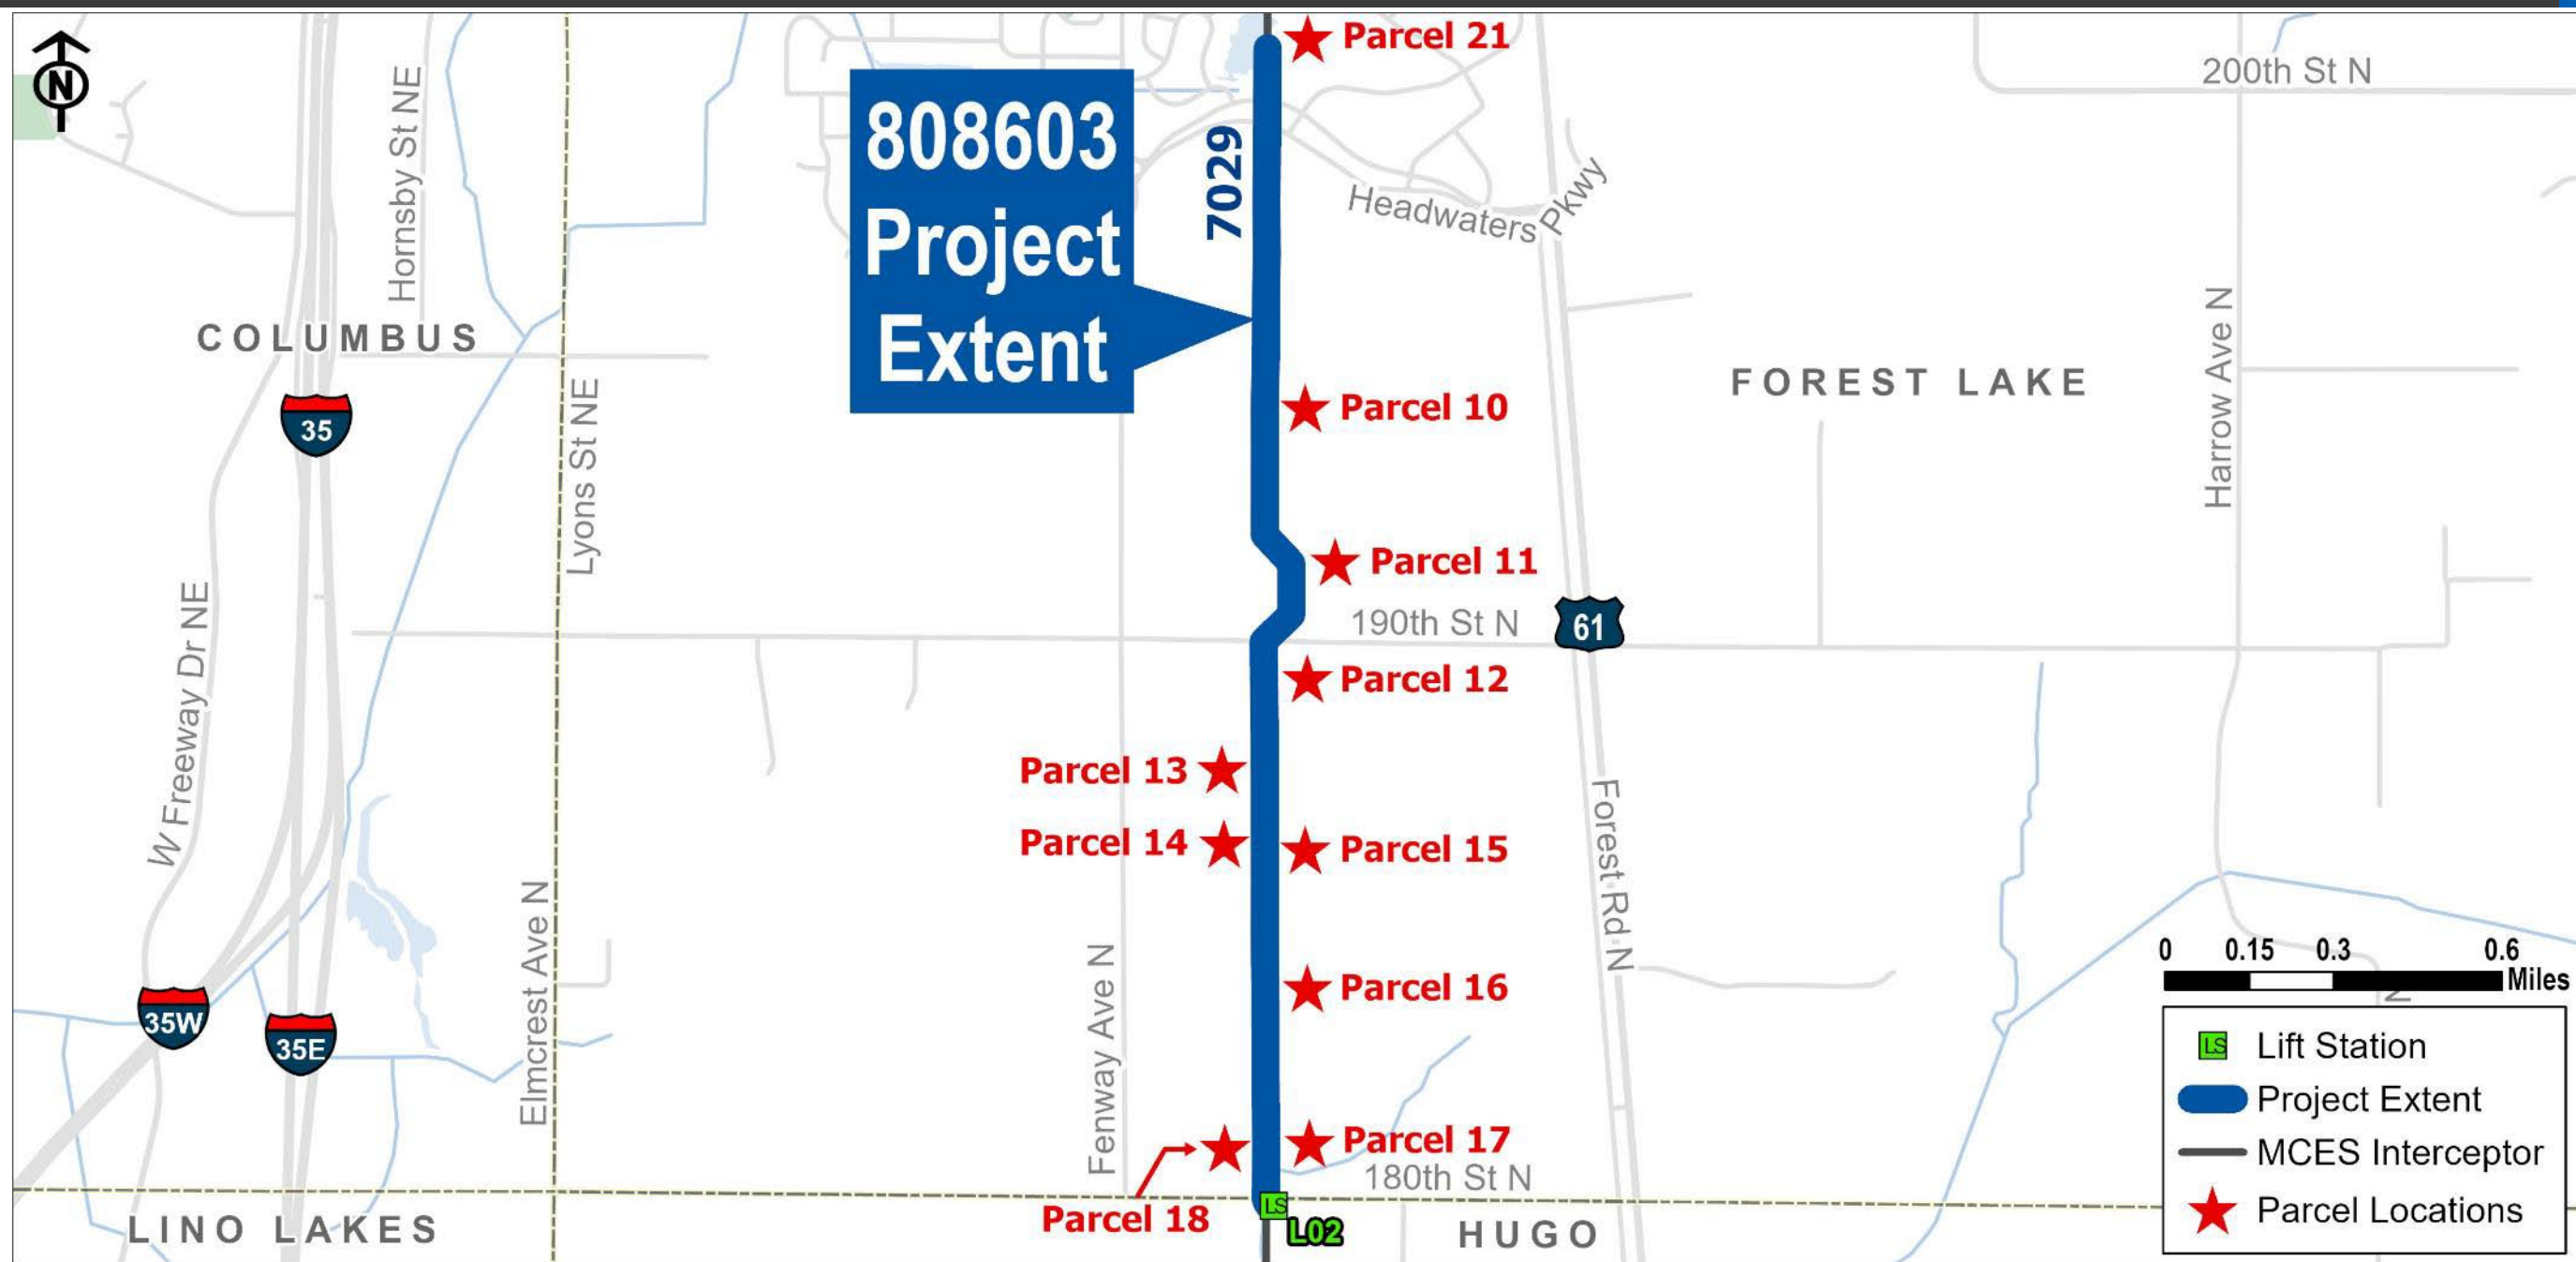 N
Parcel 21
200th St N
Hornsby St NE
808603
Project
Extent
70029
Headwaters Pkwy
COLUMBUS
35
Lyons St NE
Parcel 10
FOREST LAKE
Harrow Ave N
Parcel 11
190th St N
61
W Freeway Dr NE
Parcel 12
Parcel 13
Parcel 14
Parcel 15
Forest Rd N
Elmcrest Ave N
Fenway Ave N
Parcel 16
35W
35E
Parcel 17
180th St N
Parcel 18
LS
L02
LINO LAKES
HUGO
0 0.15 0.3 0.6
Miles
N
LS Lift Station
Project Extent
MCES Interceptor
Parcel Locations